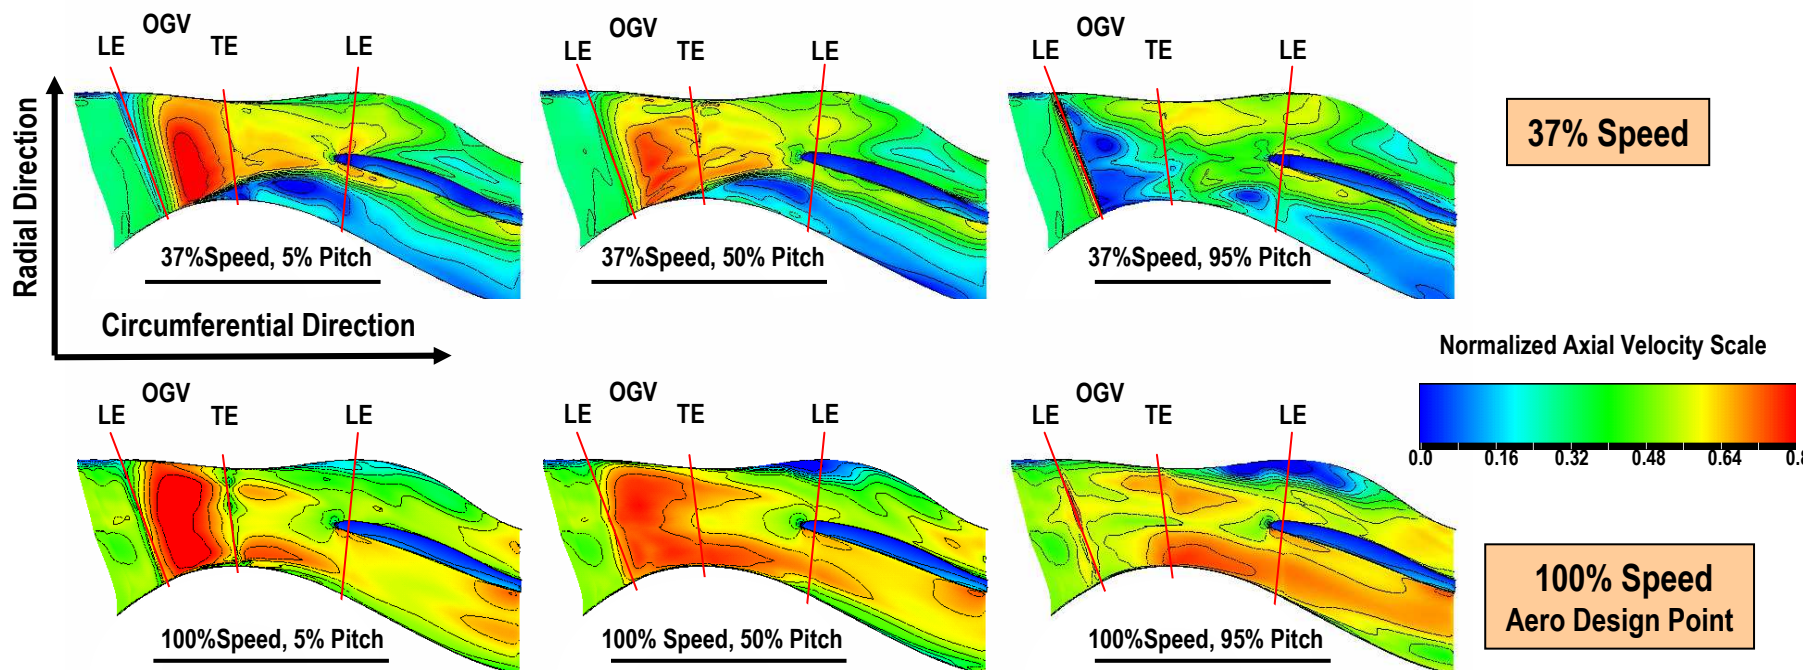 OGV
LE
TE
LE
OGV
LE
TE
LE
OGV
LE
TE
LE
Radial Direction
37% Speed
37%Speed, 5% Pitch
37%Speed, 50% Pitch
37%Speed, 95% Pitch
Circumferential Direction
Normalized Axial Velocity Scale
0.0 0.16 0.32 0.48 0.64 0.8
OGV
LE
TE
LE
OGV
LE
TE
LE
OGV
LE
TE
LE
100% Speed
Aero Design Point
100%Speed, 5% Pitch
100% Speed, 50% Pitch
100%Speed, 95% Pitch